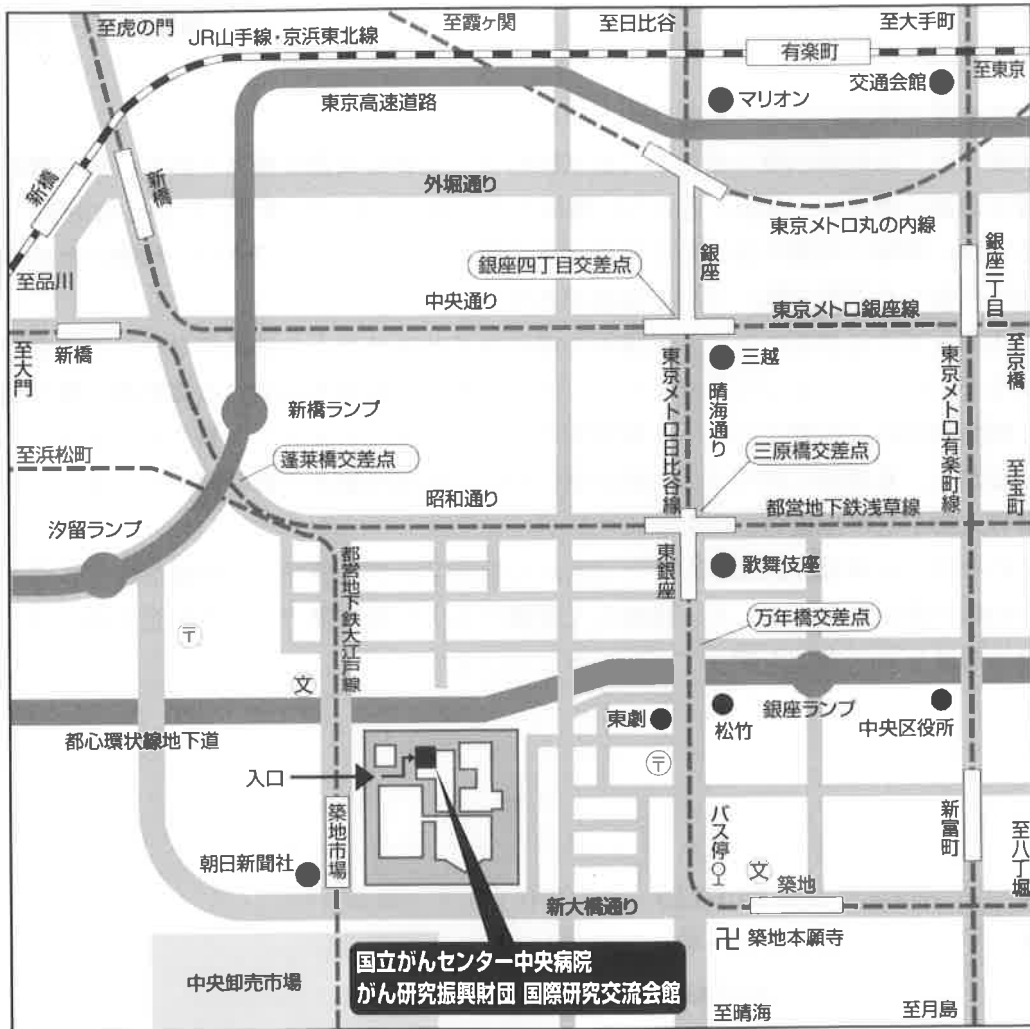 至虎の門
至霞ケ関
至日比谷
至大手町
JR山手線・京浜東北線
有楽町
至東京
交通会館
マリオン
東京高速道路
新橋
新橋
外堀通り
東京メトロ丸の内線
銀座四丁目交差点
銀座
銀座一丁目
至品川
中央通り
東京メトロ銀座線
新橋
至大門
三越
至京橋
東京メトロ日比谷線
晴海通り
東京メトロ有楽町線
新橋ランプ
至浜松町
蓬莱橋交差点
三原橋交差点
至宝町
昭和通り
都営地下鉄浅草線
汐留ランプ
都営地下鉄大江戸線
東銀座
歌舞伎座
〒
万年橋交差点
文
東劇
松竹
銀座ランプ
中央区役所
都心環状線地下道
〒
入口
築地市場
バス停
新富町
至八丁堀
朝日新聞社
文
築地
新大橋通り
卍 築地本願寺
国立がんセンター中央病院
がん研究振興財団 国際研究交流会館
中央卸売市場
至晴海
至月島